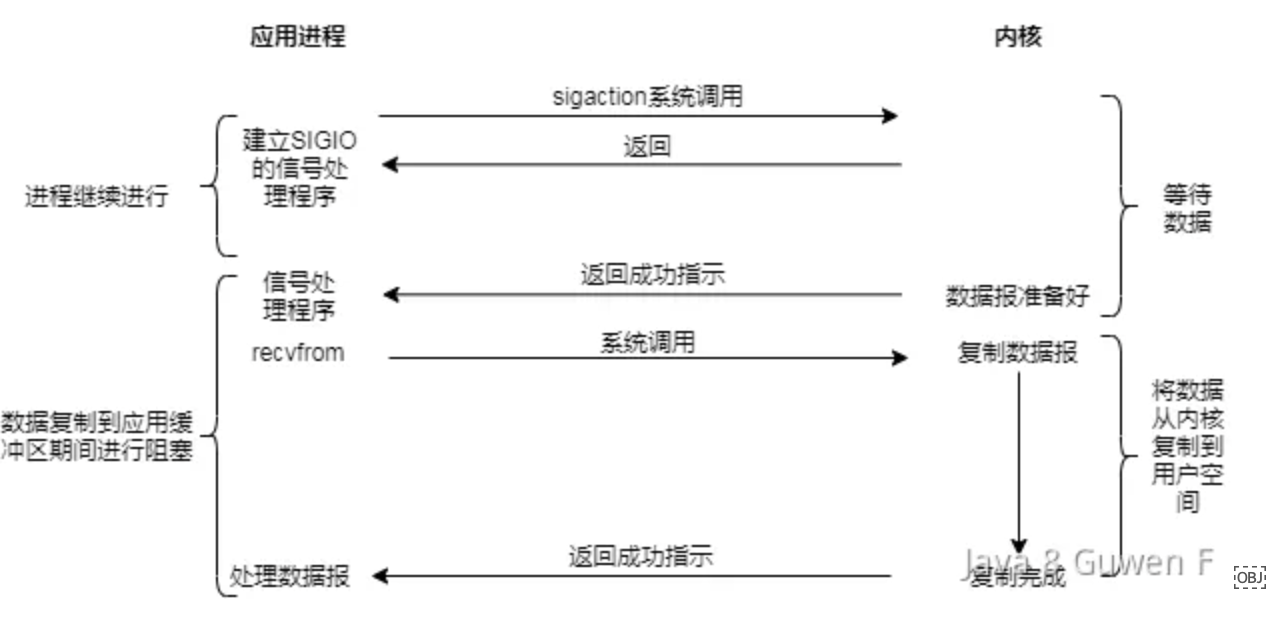 应用进程
内核
sigaction系统调用
建立SIGIO
的信号处
理程序
返回
进程继续进行
等待
数据
信号处
理程序
返回成功指示
数据报准备好
recvfrom
系统调用
复制数据报
数据复制到应用缓
冲区期间进行阻塞
将数据
从内核
复制到
用户空
间
处理数据报
返回成功指示
复制完成
Java & Guwen F
OBJ